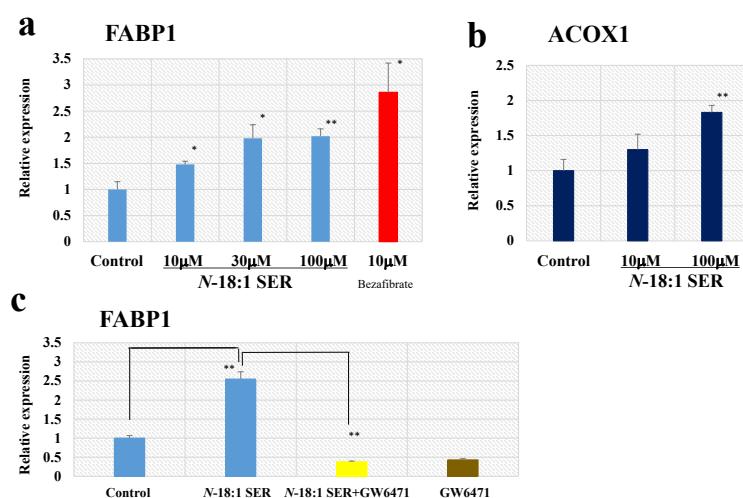 a
FABP1
Relative expression
3.5
3
2.5
2
1.5
1
0.5
0
*
*
**
*
Control 10μM 30μM 100μM 10μM
N-18:1 SER Bezafibrate
b
ACOX1
Relative expression
2.5
2
1.5
1
0.5
0
**
Control 10μM 100μM
N-18:1 SER
c
FABP1
Relative expression
3.5
3
2.5
2
1.5
1
0.5
0
**
**
Control N-18:1 SER N-18:1 SER+GW6471 GW6471